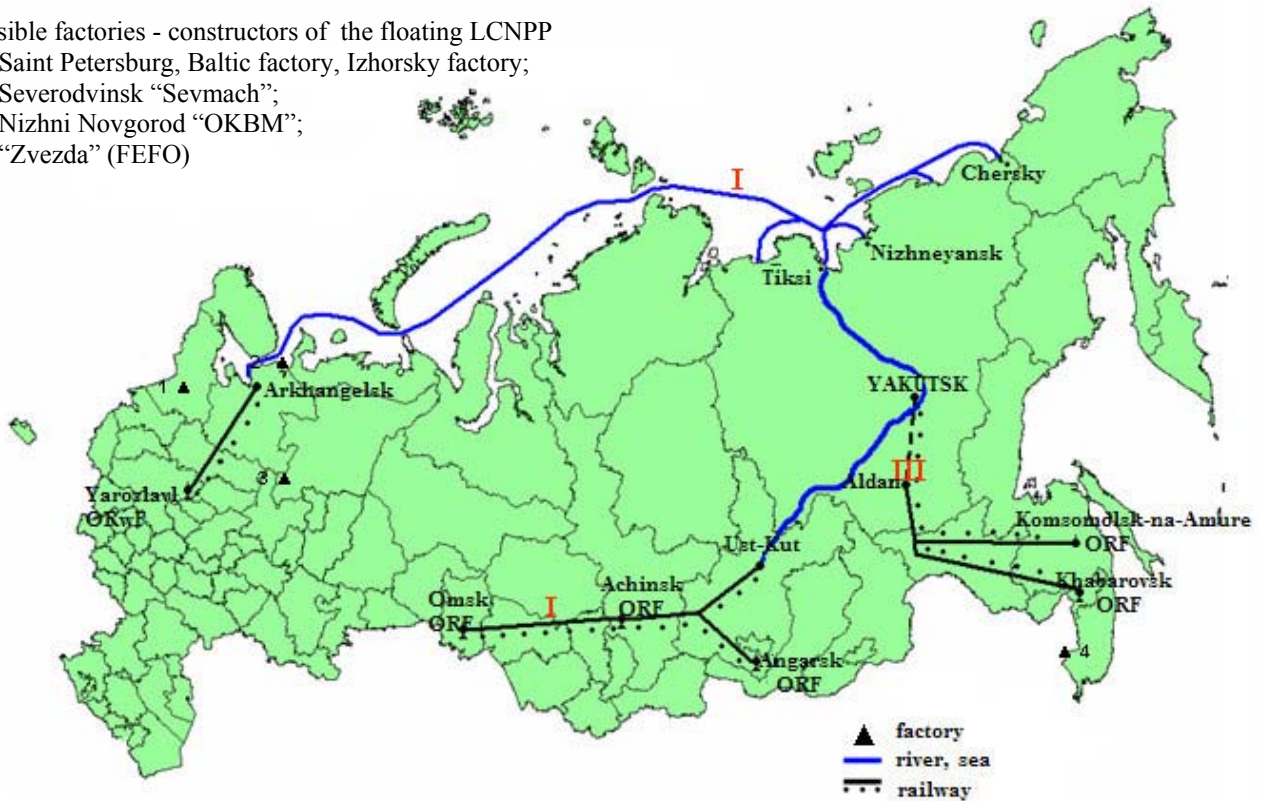 sible factories - constructors of the floating LCNPP
Saint Petersburg, Baltic factory, Izhorsky factory;
Severodvinsk “Sevmach”;
Nizhni Novgorod “OKBM”;
“Zvezda” (FEFO)
I
Chersky
Nizhneyansk
Tiksi
2
1
Arkhangelsk
YAKUTSK
3
Yarozlavl
ORwF
Aldan
III
Komsomolsk-na-Amure
ORF
Ust-Kut
Khabarovsk
ORF
Achinsk
ORF
Omsk
ORF
I
4
Angarsk
ORF
factory
river, sea
railway